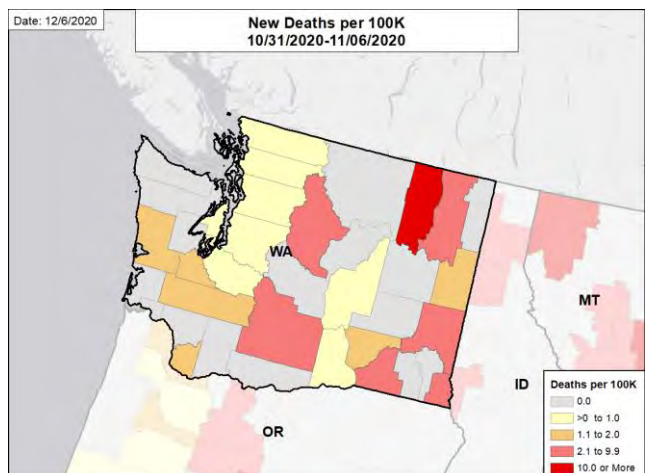 Date: 12/6/2020
New Deaths per 100K
10/31/2020-11/06/2020
WA
MT
ID
OR
Deaths per 100K
0.0
>0 to 1.0
1.1 to 2.0
2.1 to 9.9
10.0 or More